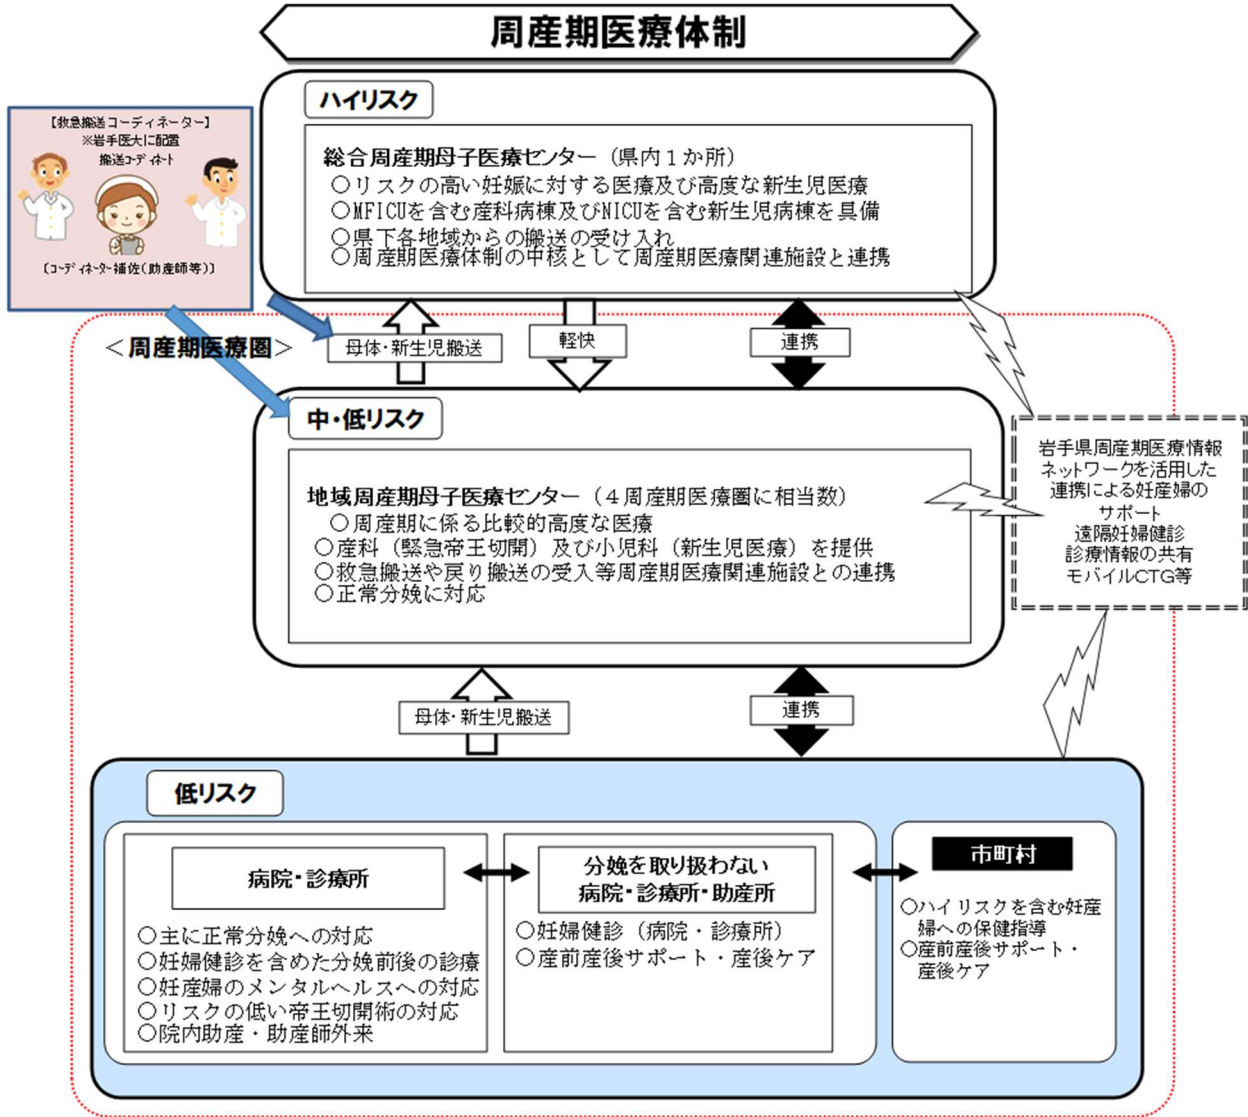 周産期医療体制
ハイリスク
【救急搬送コーディネーター】
※岩手医大に配置
搬送コーディネート
〔コーディネーター補佐(助産師等)〕
総合周産期母子医療センター（県内１か所）
○リスクの高い妊娠に対する医療及び高度な新生児医療
○MFICUを含む産科病棟及びNICUを含む新生児病棟を具備
○県下各地域からの搬送の受け入れ
○周産期医療体制の中核として周産期医療関連施設と連携
＜周産期医療圏＞
母体・新生児搬送
軽快
連携
中・低リスク
地域周産期母子医療センター（４周産期医療圏に相当数）
○周産期に係る比較的高度な医療
○産科（緊急帝王切開）及び小児科（新生児医療）を提供
○救急搬送や戻り搬送の受入等周産期医療関連施設との連携
○正常分娩に対応
岩手県周産期医療情報
ネットワークを活用した
連携による妊産婦の
サポート
遠隔妊婦健診
診療情報の共有
モバイルCTG等
母体・新生児搬送
連携
低リスク
病院・診療所
○主に正常分娩への対応
○妊婦健診を含めた分娩前後の診療
○妊産婦のメンタルヘルスへの対応
○リスクの低い帝王切開術の対応
○院内助産・助産師外来
分娩を取り扱わない
病院・診療所・助産所
○妊婦健診（病院・診療所）
○産前産後サポート・産後ケア
市町村
○ハイリスクを含む妊産
婦への保健指導
○産前産後サポート・
産後ケア